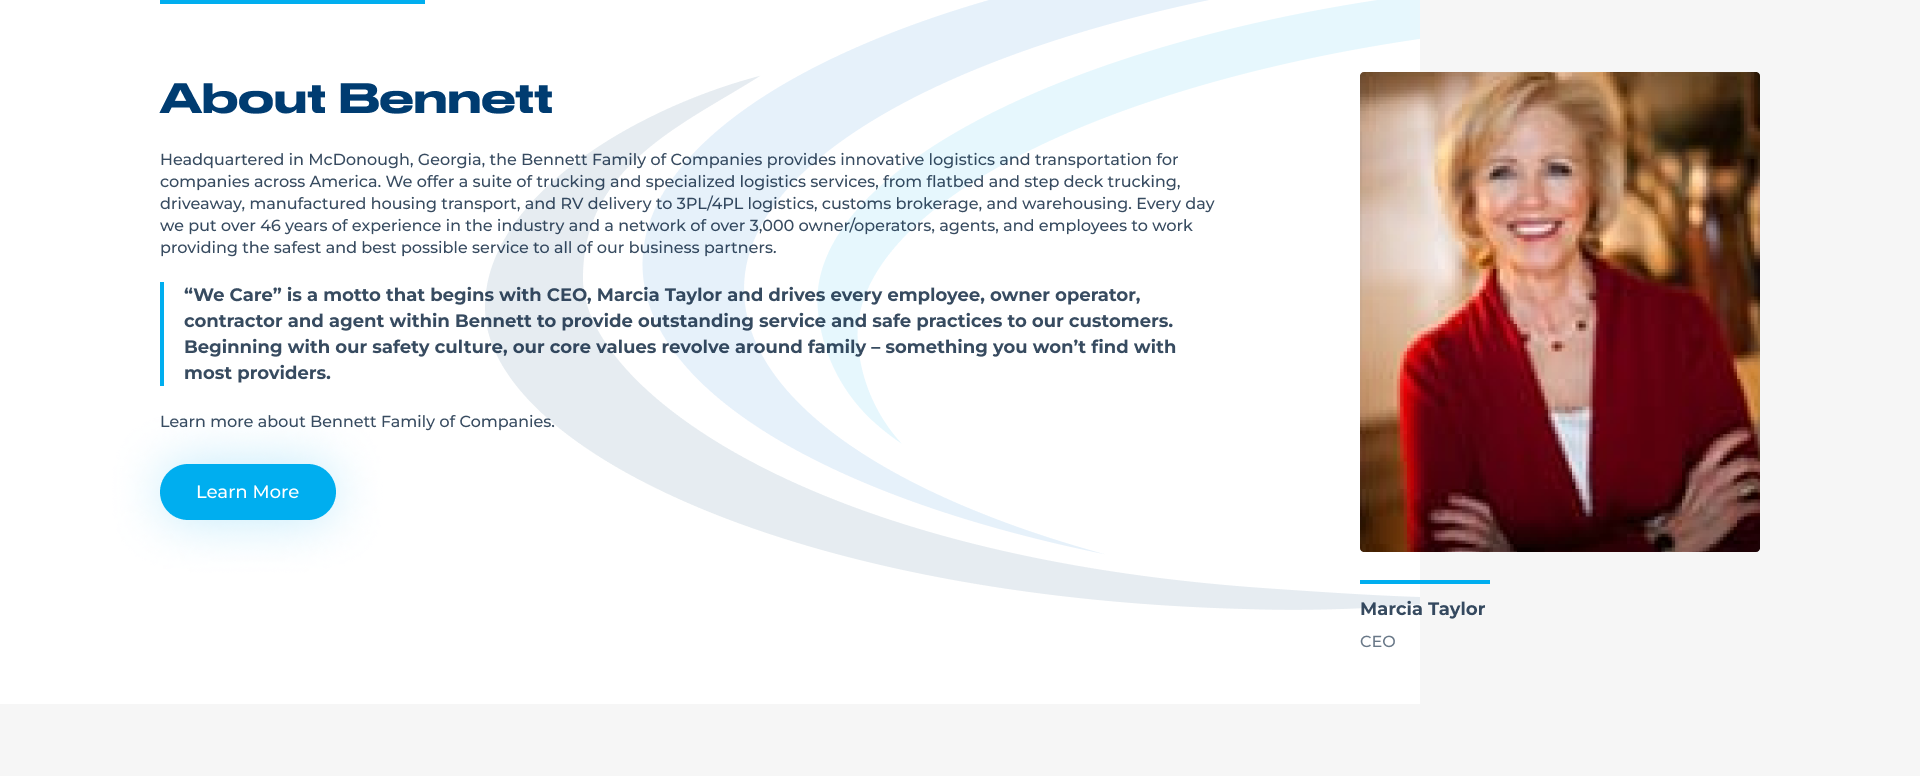 About Bennett
Headquartered in McDonough, Georgia, the Bennett Family of Companies provides innovative logistics and transportation for
companies across America. We offer a suite of trucking and specialized logistics services, from flatbed and step deck trucking,
driveaway, manufactured housing transport, and RV delivery to 3PL/4PL logistics, customs brokerage, and warehousing. Every day
we put over 46 years of experience in the industry and a network of over 3,000 owner/operators, agents, and employees to work
providing the safest and best possible service to all of our business partners.
“We Care” is a motto that begins with CEO, Marcia Taylor and drives every employee, owner operator,
contractor and agent within Bennett to provide outstanding service and safe practices to our customers.
Beginning with our safety culture, our core values revolve around family – something you won’t find with
most providers.
Learn more about Bennett Family of Companies.
Learn More
Marcia Taylor
CEO